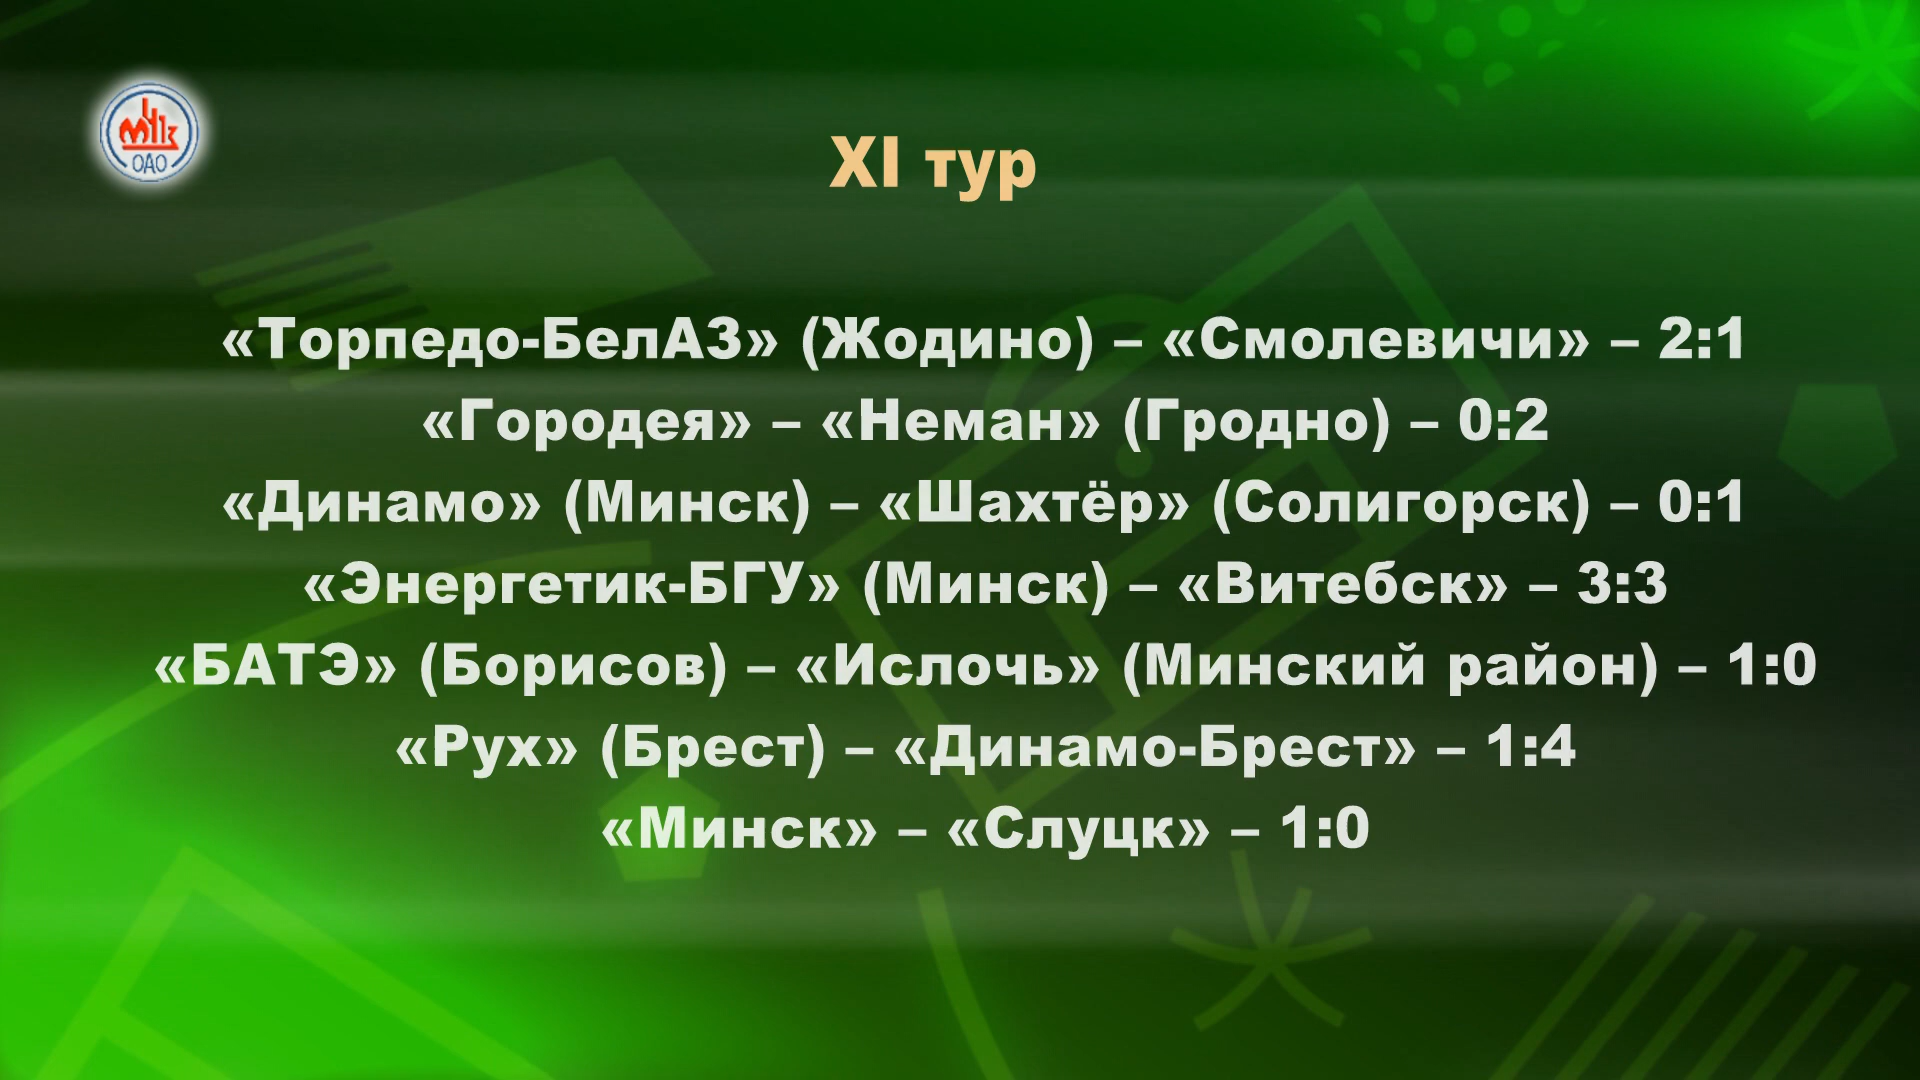 МНПЗ
ОАО
XI тур
«Торпедо-БелАЗ» (Жодино) – «Смолевичи» – 2:1
«Городея» – «Неман» (Гродно) – 0:2
«Динамо» (Минск) – «Шахтёр» (Солигорск) – 0:1
«Энергетик-БГУ» (Минск) – «Витебск» – 3:3
«БАТЭ» (Борисов) – «Ислочь» (Минский район) – 1:0
«Рух» (Брест) – «Динамо-Брест» – 1:4
«Минск» – «Слуцк» – 1:0